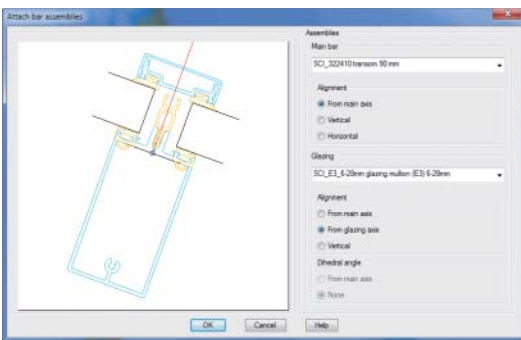 Attach bar assemblies
Assemblies
Main bar
SCI_322410 transom 90 mm
Alignment
From main axis
Vertical
Horizontal
Glazing
SCI_E3_6-28mm glazing mullion (E3) 6-28mm
Alignment
From main axis
From glazing axis
Vertical
Dihedral angle
From main axis
None
OK
Cancel
Help